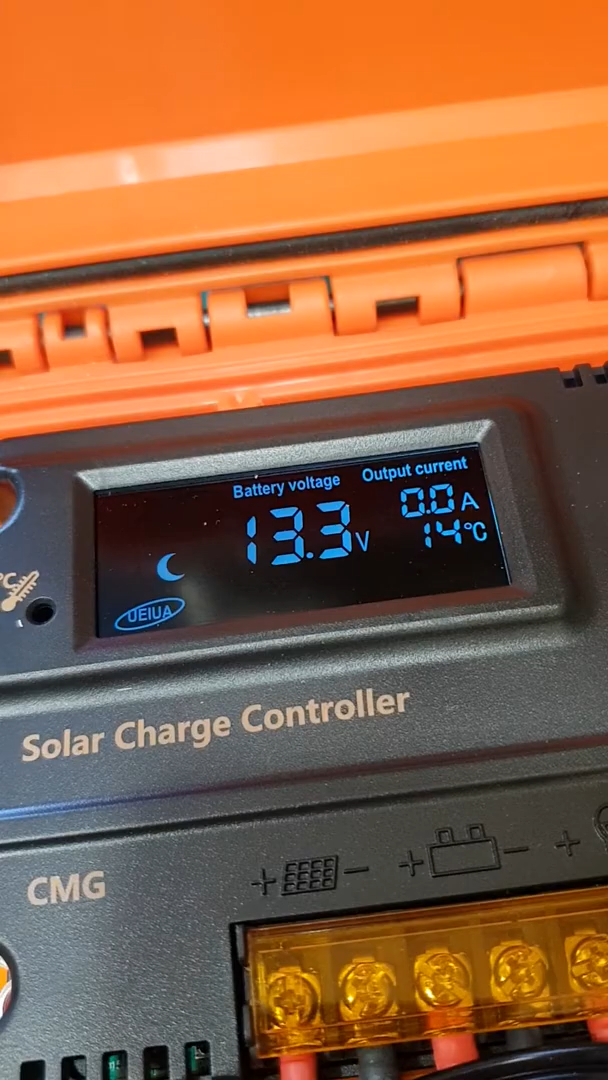 Battery voltage
Output current
13.3V
0.0A
14°C
°C
UEIUA
Solar Charge Controller
CMG
+ -
+ -
+